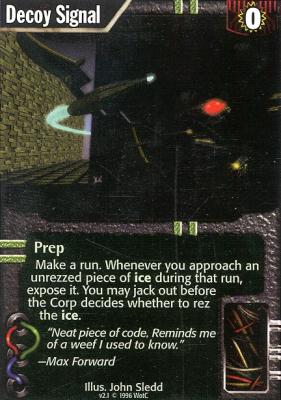 Decoy Signal
0
Prep
Make a run. Whenever you approach an
unrezzed piece of ice during that run,
expose it. You may jack out before
the Corp decides whether to rez
the ice.
"Neat piece of code. Reminds me
of a weef I used to know."
—Max Forward
Illus. John Sledd
v2.1 © 1996 WotC